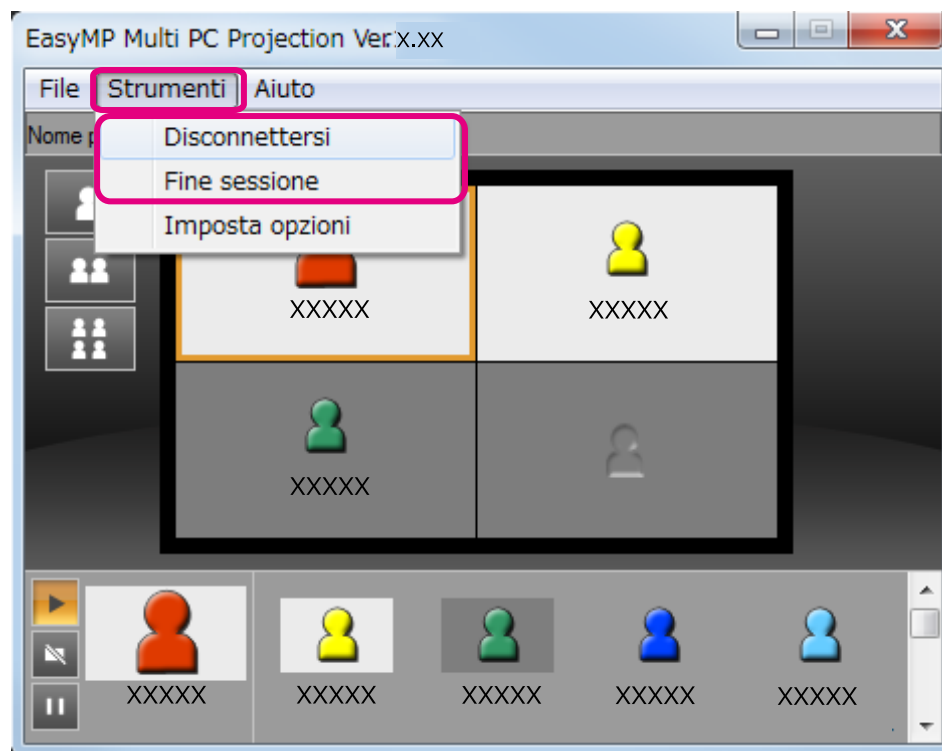 EasyMP Multi PC Projection Ver.X.XX
File Strumenti Aiuto
Nome
Disconnettersi
Fine sessione
Imposta opzioni
XXXXX XXXXX
XXXXX
XXXXX XXXXX XXXXX XXXXX XXXXX